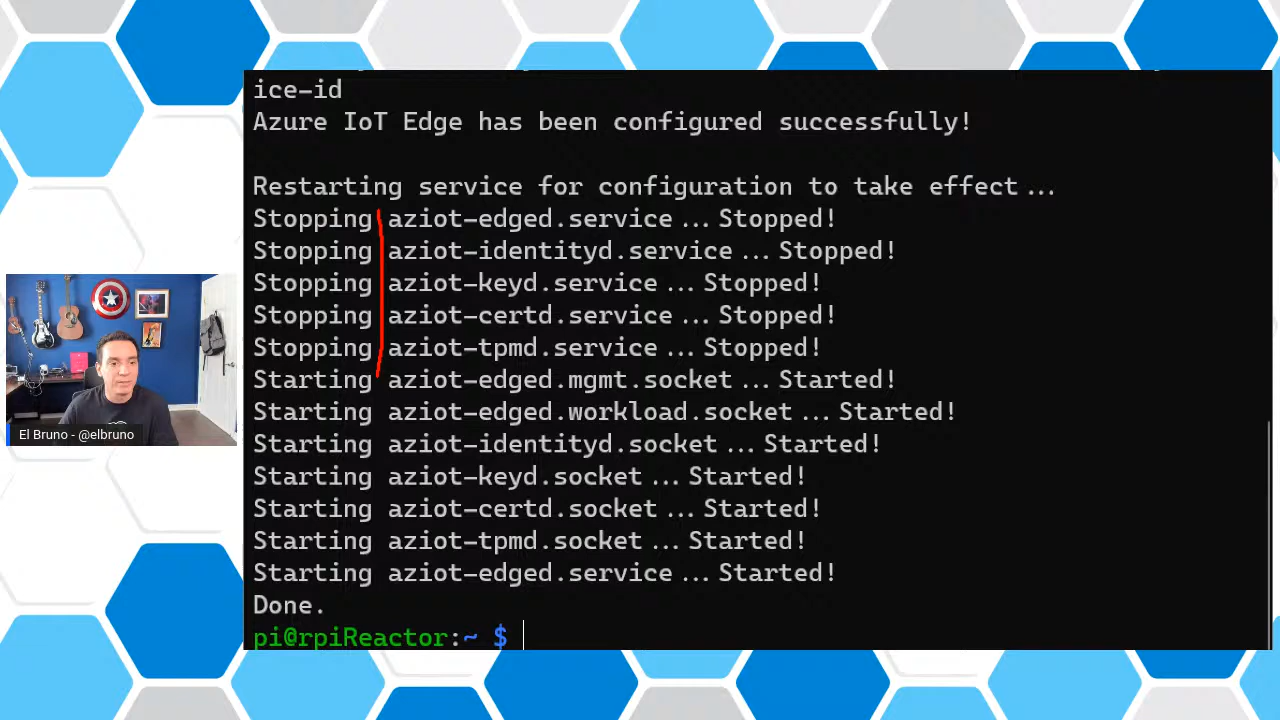 ice-id
Azure IoT Edge has been configured successfully!
Restarting service for configuration to take effect...
Stopping aziot-edged.service...Stopped!
Stopping aziot-identityd.service...Stopped!
Stopping aziot-keyd.service...Stopped!
Stopping aziot-certd.service...Stopped!
Stopping aziot-tpmd.service...Stopped!
Starting aziot-edged.mgmt.socket...Started!
Starting aziot-edged.workload.socket...Started!
Starting aziot-identityd.socket...Started!
Starting aziot-keyd.socket...Started!
Starting aziot-certd.socket...Started!
Starting aziot-tpmd.socket...Started!
Starting aziot-edged.service...Started!
Done.
pi@rpiReactor:~ $
El Bruno - @elbruno